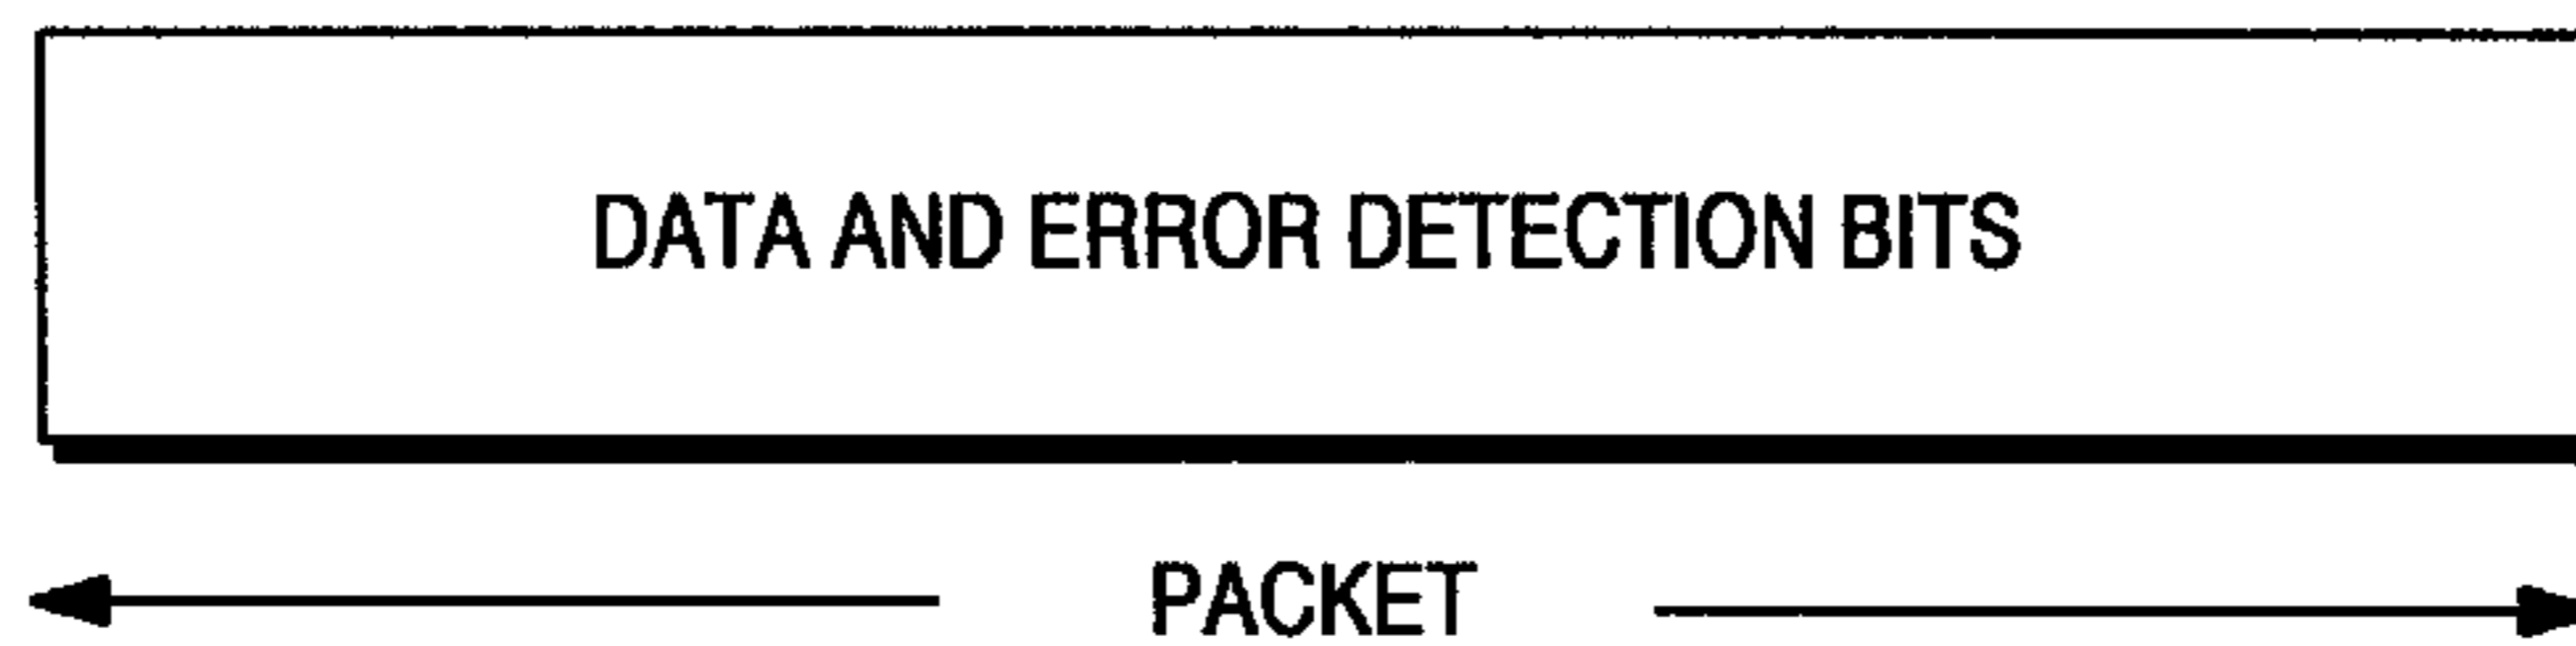 DATA AND ERROR DETECTION BITS
PACKET